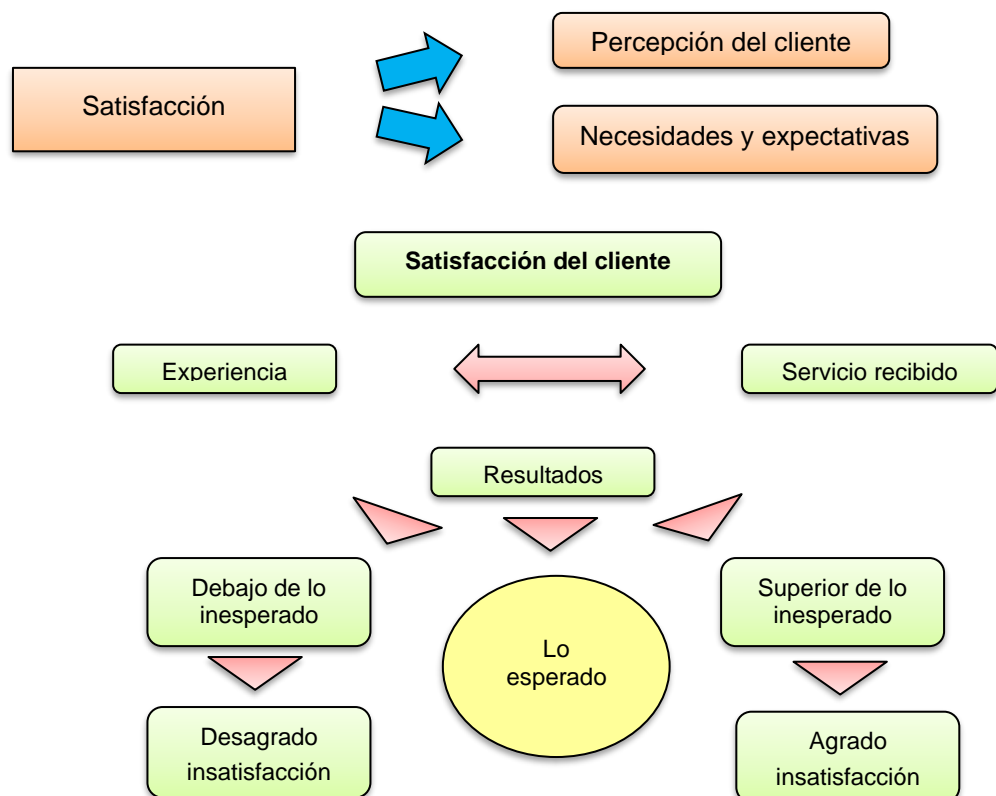 Percepción del cliente
Satisfacción
Necesidades y expectativas
Satisfacción del cliente
Experiencia
Servicio recibido
Resultados
Debajo de lo
inesperado
Lo
esperado
Superior de lo
inesperado
Desagrado
insatisfacción
Agrado
insatisfacción